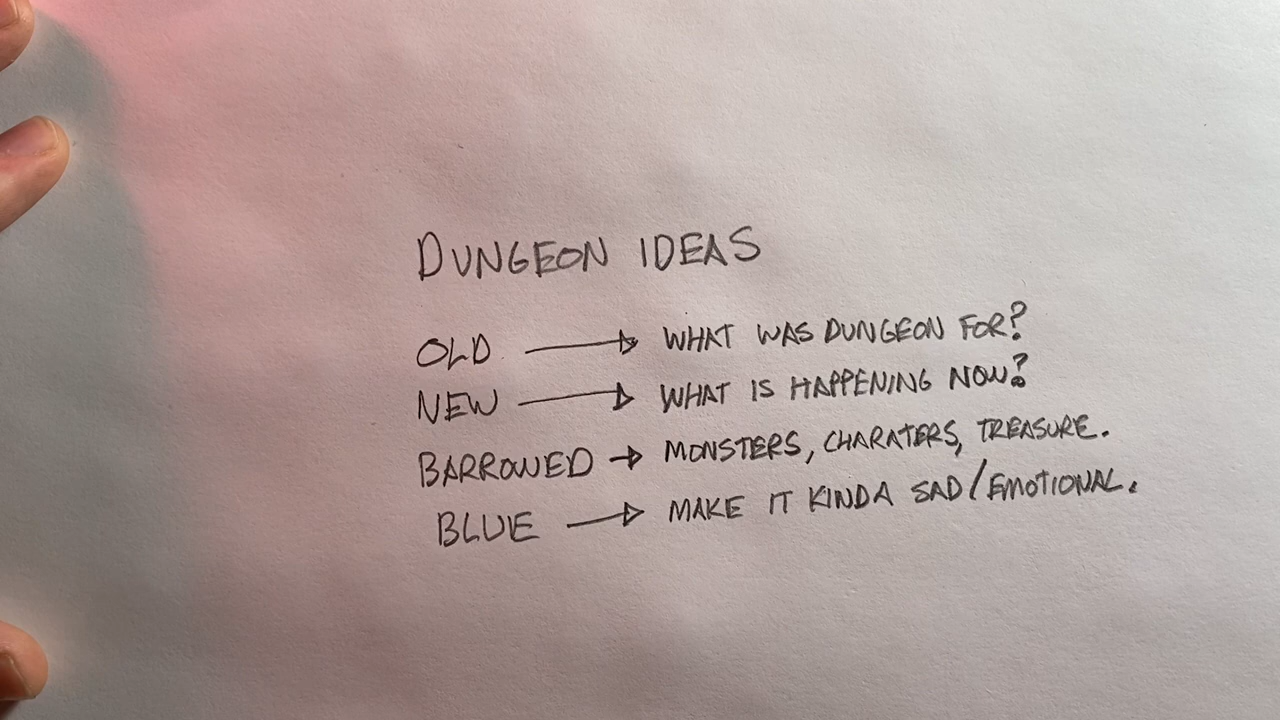 DUNGEON IDEAS
OLD → WHAT WAS DUNGEON FOR?
NEW → WHAT IS HAPPENING NOW?
BARROWED → MONSTERS, CHARATERS, TREASURE.
BLUE → MAKE IT KINDA SAD/EMOTIONAL.